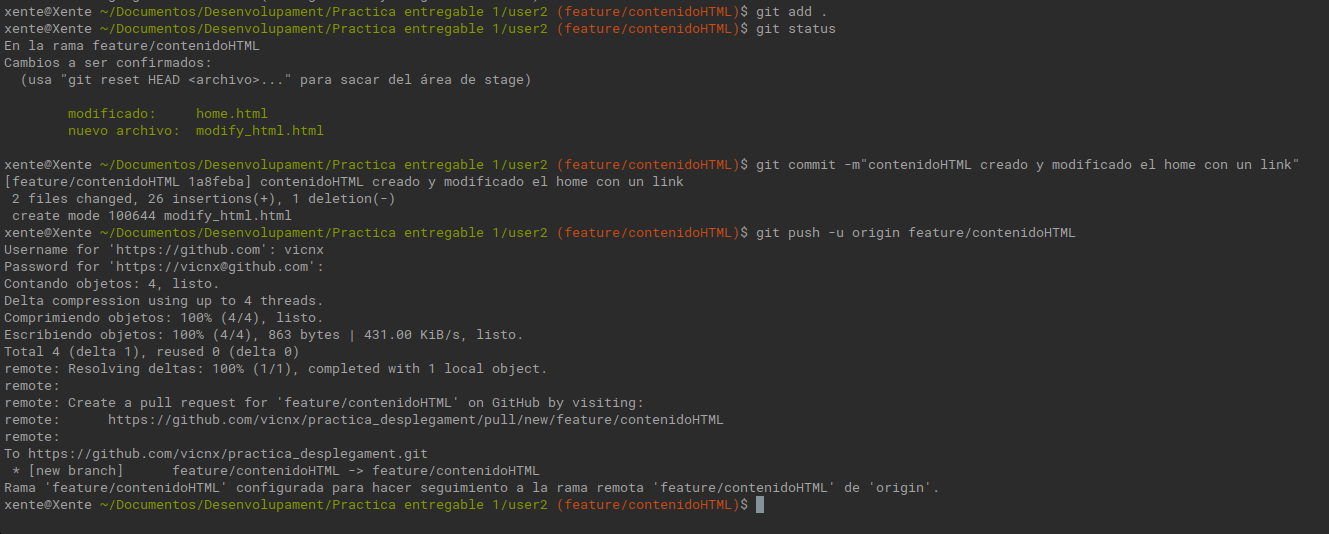 xente@Xente ~/Documentos/Desenvolupament/Practica entregable 1/user2 (feature/contenidoHTML)$ git add .
xente@Xente ~/Documentos/Desenvolupament/Practica entregable 1/user2 (feature/contenidoHTML)$ git status
En la rama feature/contenidoHTML
Cambios a ser confirmados:
  (usa "git reset HEAD <archivo>..." para sacar del área de stage)

        modificado:     home.html
        nuevo archivo:  modify_html.html

xente@Xente ~/Documentos/Desenvolupament/Practica entregable 1/user2 (feature/contenidoHTML)$ git commit -m"contenidoHTML creado y modificado el home con un link"
[feature/contenidoHTML 1a8feba] contenidoHTML creado y modificado el home con un link
 2 files changed, 26 insertions(+), 1 deletion(-)
 create mode 100644 modify_html.html
xente@Xente ~/Documentos/Desenvolupament/Practica entregable 1/user2 (feature/contenidoHTML)$ git push -u origin feature/contenidoHTML
Username for 'https://github.com': vicnx
Password for 'https://vicnx@github.com':
Contando objetos: 4, listo.
Delta compression using up to 4 threads.
Comprimiendo objetos: 100% (4/4), listo.
Escribiendo objetos: 100% (4/4), 863 bytes | 431.00 KiB/s, listo.
Total 4 (delta 1), reused 0 (delta 0)
remote: Resolving deltas: 100% (1/1), completed with 1 local object.
remote:
remote: Create a pull request for 'feature/contenidoHTML' on GitHub by visiting:
remote:      https://github.com/vicnx/practica_desplegament/pull/new/feature/contenidoHTML
remote:
To https://github.com/vicnx/practica_desplegament.git
 * [new branch]      feature/contenidoHTML -> feature/contenidoHTML
Rama 'feature/contenidoHTML' configurada para hacer seguimiento a la rama remota 'feature/contenidoHTML' de 'origin'.
xente@Xente ~/Documentos/Desenvolupament/Practica entregable 1/user2 (feature/contenidoHTML)$